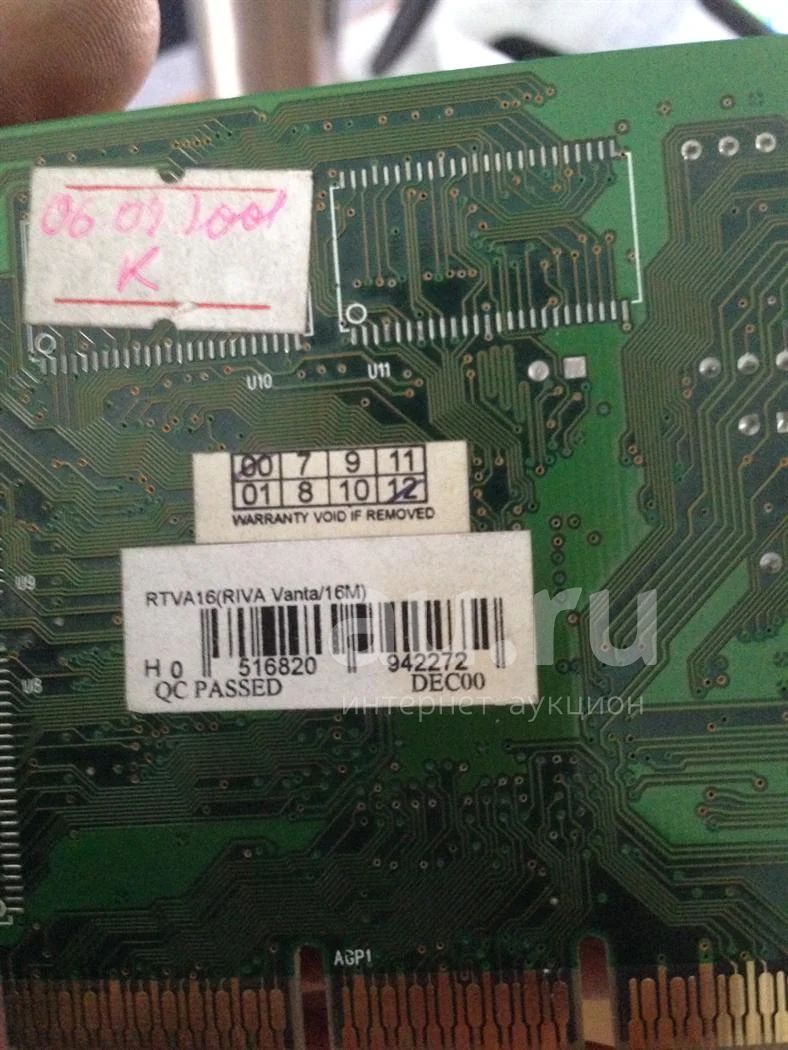 06 09 2001
K
U10
U11
00 7 9 11
01 8 10 12
WARRANTY VOID IF REMOVED
U9
RTVA16(RIVA Vanta/16M)
H 0 516820 942272
QC PASSED DEC00
au.ru
интернет аукцион
U8
AGP1